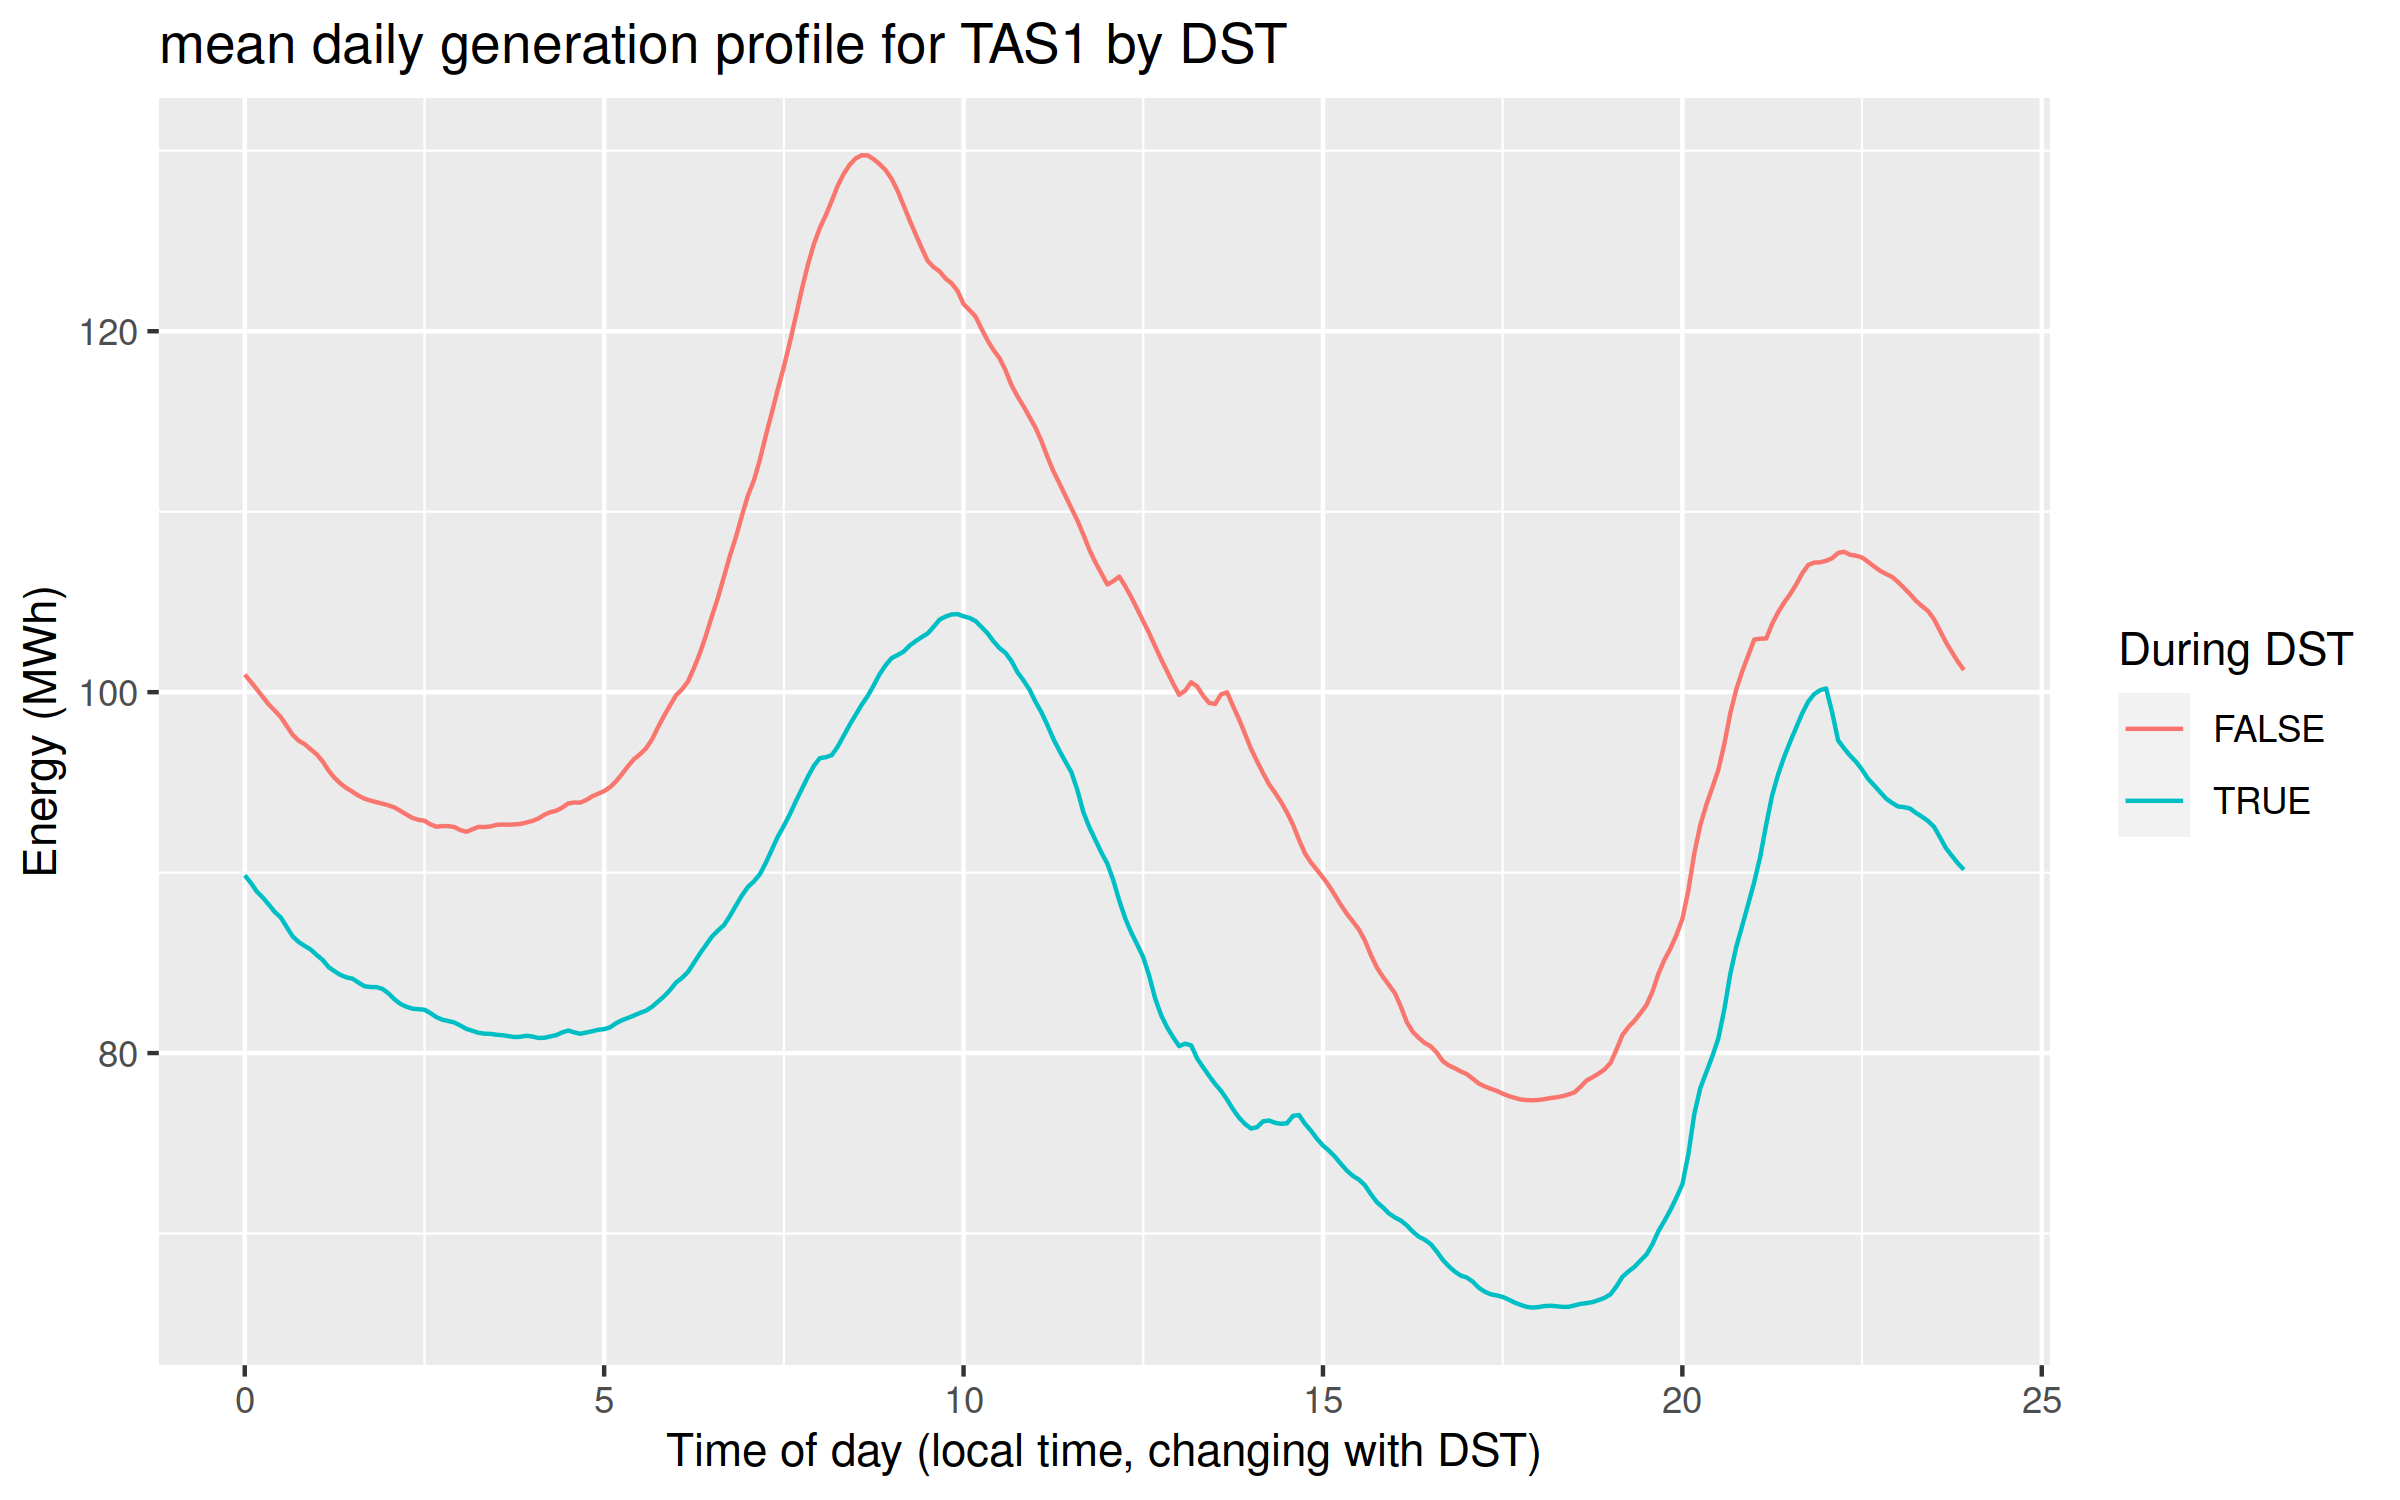 mean daily generation profile for TAS1 by DST
Energy (MWh)
120
100
80
0 5 10 15 20 25
Time of day (local time, changing with DST)
During DST
FALSE
TRUE